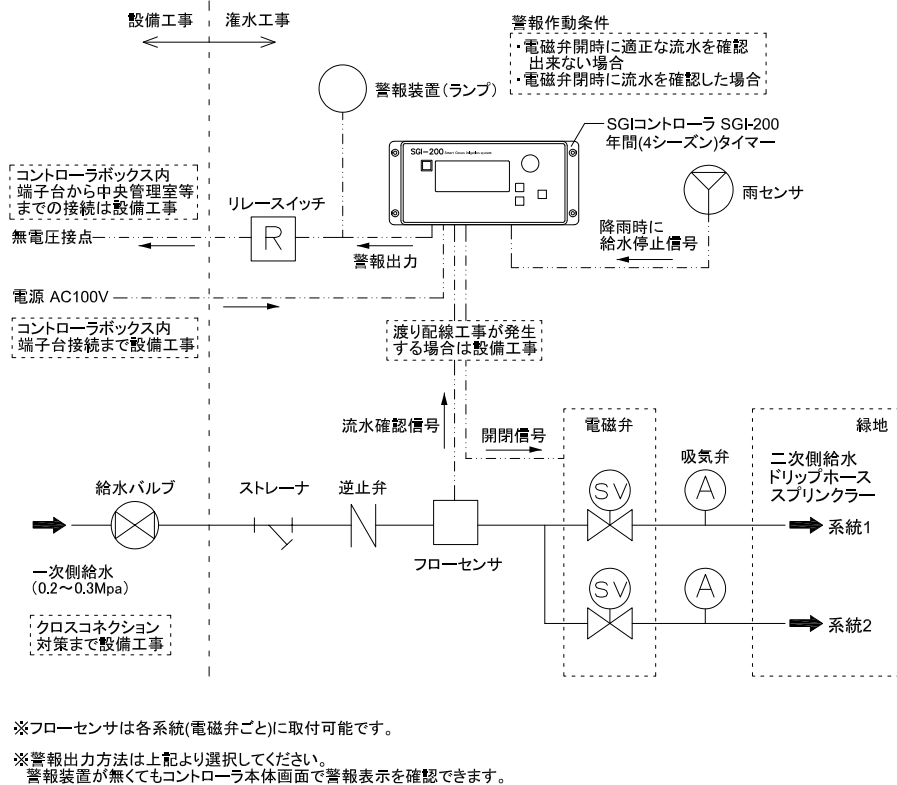 設備工事
灌水工事
警報作動条件
・電磁弁開時に適正な流水を確認
出来ない場合
・電磁弁閉時に流水を確認した場合
警報装置(ランプ)
SGIコントローラ SGI-200
年間(4シーズン)タイマー
SGI-200 Smart Green Irrigation system
コントローラボックス内
端子台から中央管理室等
までの接続は設備工事
リレースイッチ
雨センサ
無電圧接点
R
警報出力
降雨時に
給水停止信号
電源 AC100V
コントローラボックス内
端子台接続まで設備工事
渡り配線工事が発生
する場合は設備工事
流水確認信号
開閉信号
電磁弁
緑地
給水バルブ
ストレーナ
逆止弁
吸気弁
二次側給水
ドリップホース
スプリンクラー
SV
A
系統1
フローセンサ
一次側給水
(0.2～0.3Mpa)
SV
A
系統2
クロスコネクション
対策まで設備工事
※フローセンサは各系統(電磁弁ごと)に取付可能です。
※警報出力方法は上記より選択してください。
警報装置が無くてもコントローラ本体画面で警報表示を確認できます。